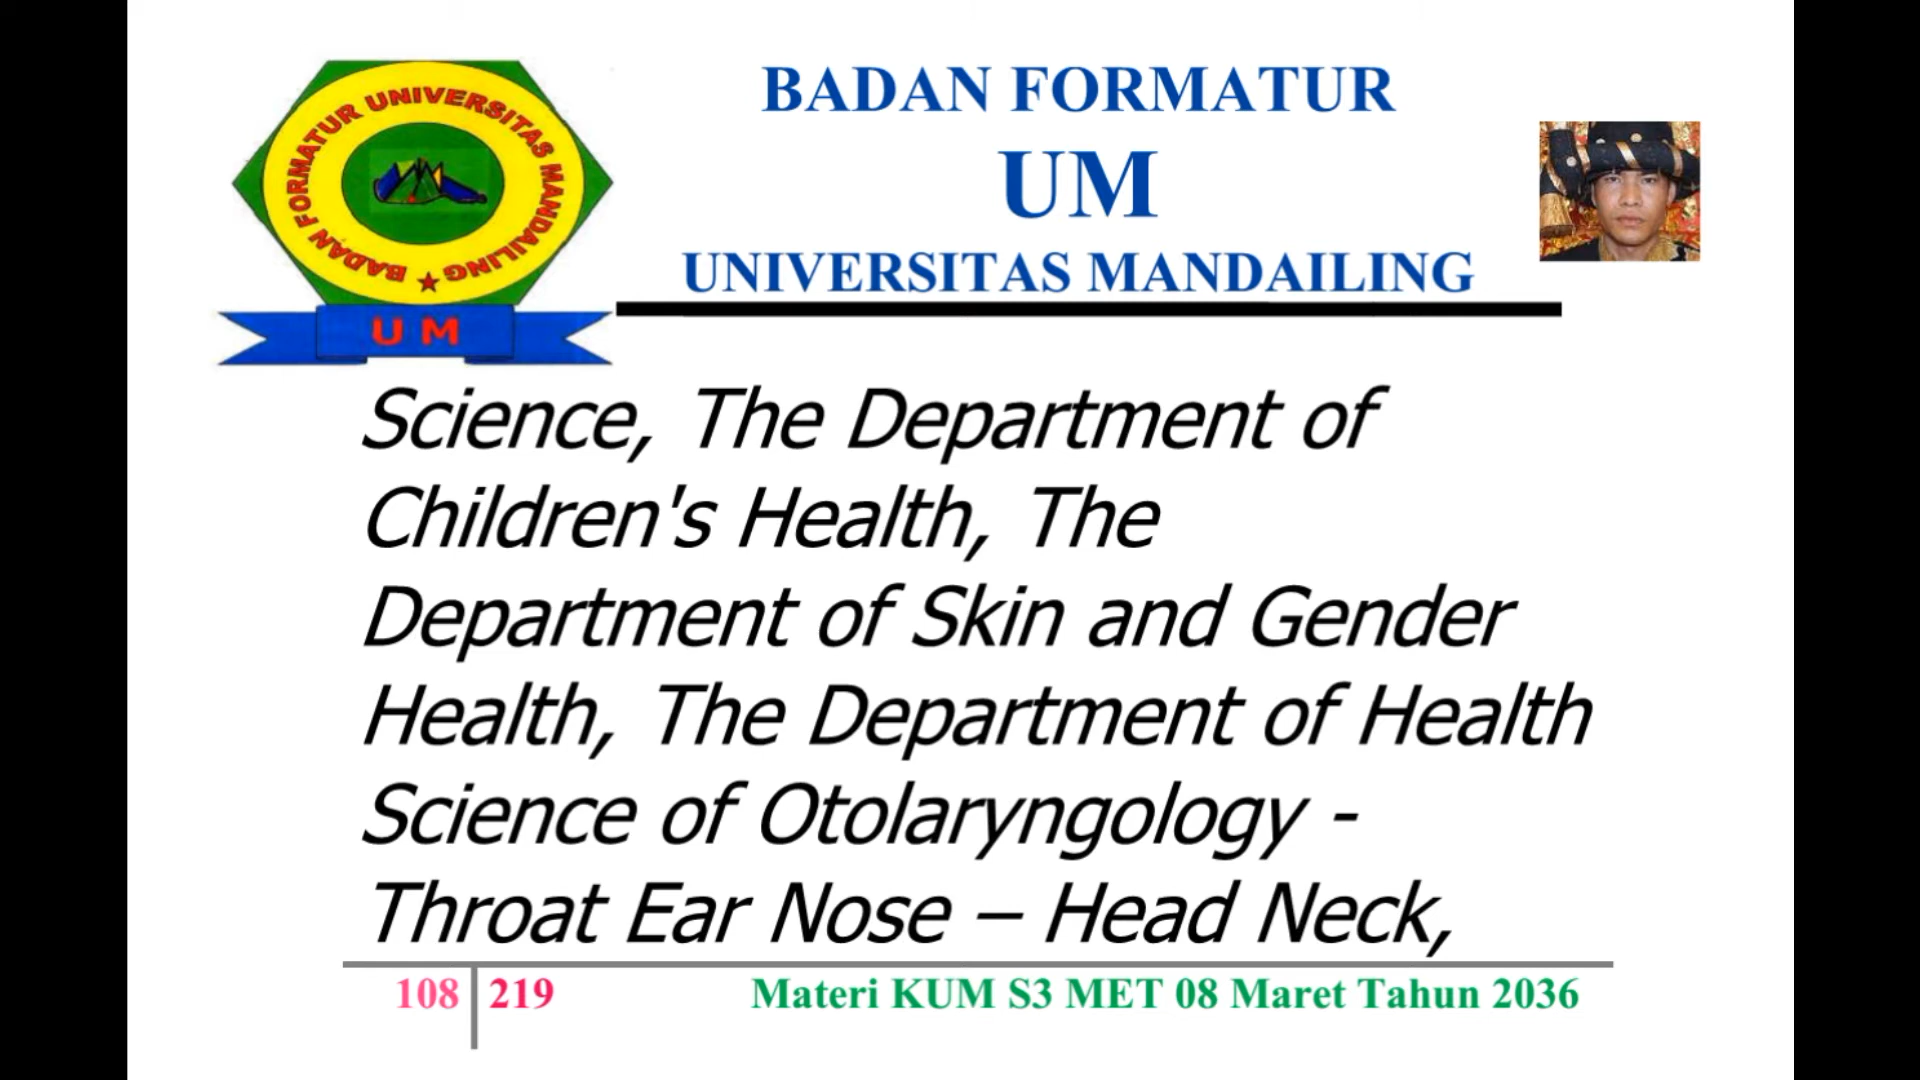 BADAN FORMATUR UNIVERSITAS MANDAILING
UM
BADAN FORMATUR
UM
UNIVERSITAS MANDAILING
Science, The Department of
Children's Health, The
Department of Skin and Gender
Health, The Department of Health
Science of Otolaryngology -
Throat Ear Nose – Head Neck,
108 219 Materi KUM S3 MET 08 Maret Tahun 2036